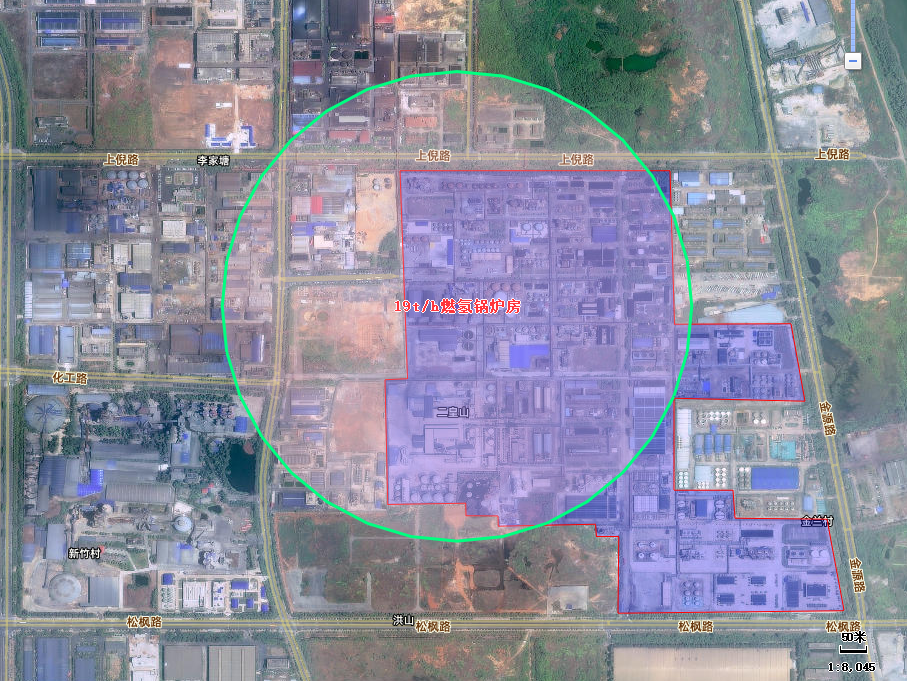 上倪路
李家塘
上倪路
上倪路
上倪路
19t/h燃氢锅炉房
化工路
二皇山
金源路
金兰村
新竹村
金源路
松枫路
洪山
松枫路
松枫路
松枫路
50米
1:8,045